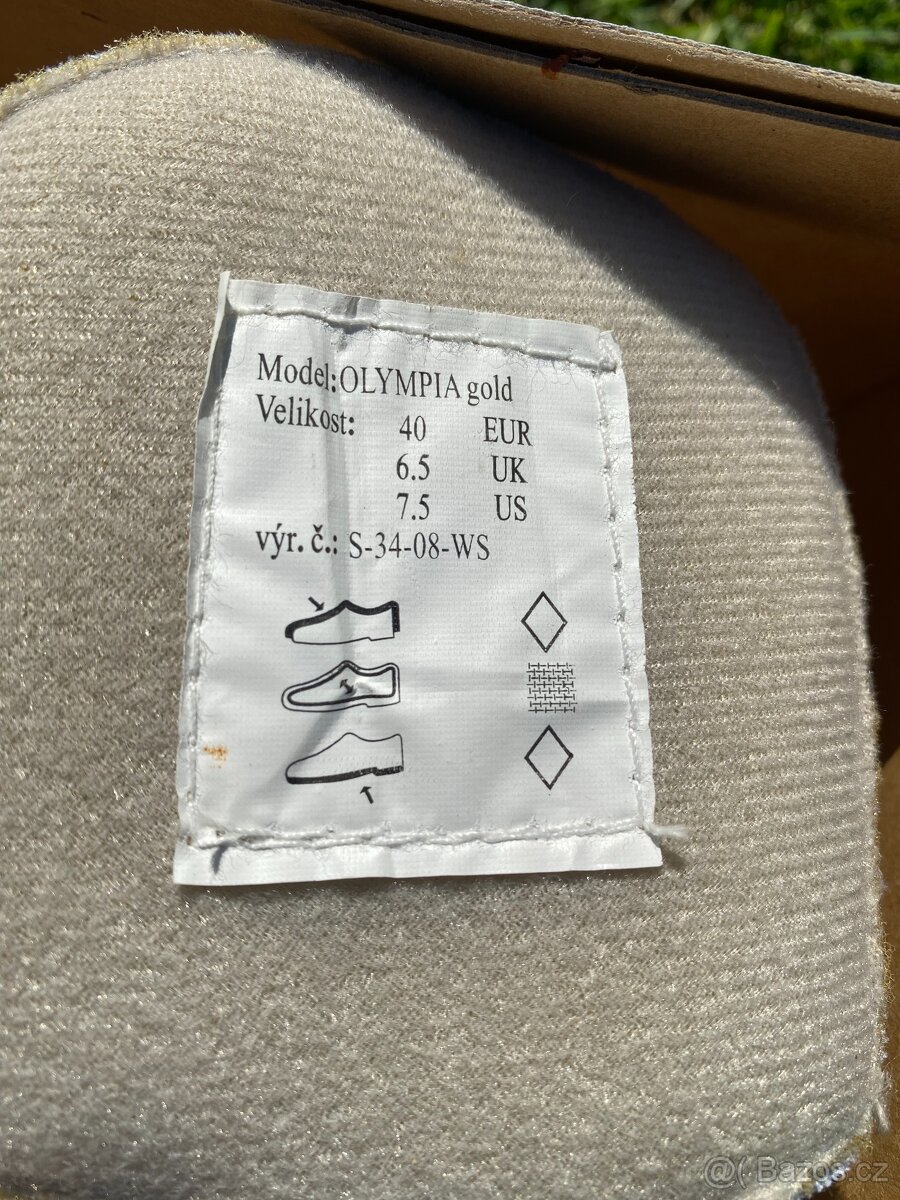 Model:OLYMPIA gold
Velikost: 40 EUR
6.5 UK
7.5 US
výr. č.: S-34-08-WS
@( Bazos.cz